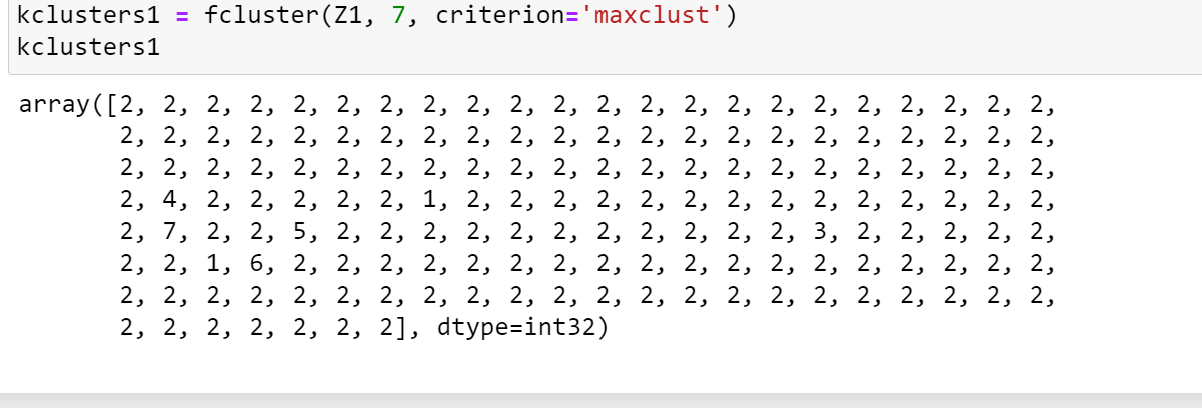 kclusters1 = fcluster(Z1, 7, criterion='maxclust')
kclusters1
array([2, 2, 2, 2, 2, 2, 2, 2, 2, 2, 2, 2, 2, 2, 2, 2, 2, 2, 2, 2, 2, 2,
2, 2, 2, 2, 2, 2, 2, 2, 2, 2, 2, 2, 2, 2, 2, 2, 2, 2, 2, 2, 2, 2,
2, 2, 2, 2, 2, 2, 2, 2, 2, 2, 2, 2, 2, 2, 2, 2, 2, 2, 2, 2, 2, 2,
2, 4, 2, 2, 2, 2, 2, 1, 2, 2, 2, 2, 2, 2, 2, 2, 2, 2, 2, 2, 2, 2,
2, 7, 2, 2, 5, 2, 2, 2, 2, 2, 2, 2, 2, 2, 2, 2, 3, 2, 2, 2, 2, 2,
2, 2, 1, 6, 2, 2, 2, 2, 2, 2, 2, 2, 2, 2, 2, 2, 2, 2, 2, 2, 2, 2,
2, 2, 2, 2, 2, 2, 2, 2, 2, 2, 2, 2, 2, 2, 2, 2, 2, 2, 2, 2, 2, 2,
2, 2, 2, 2, 2, 2, 2], dtype=int32)